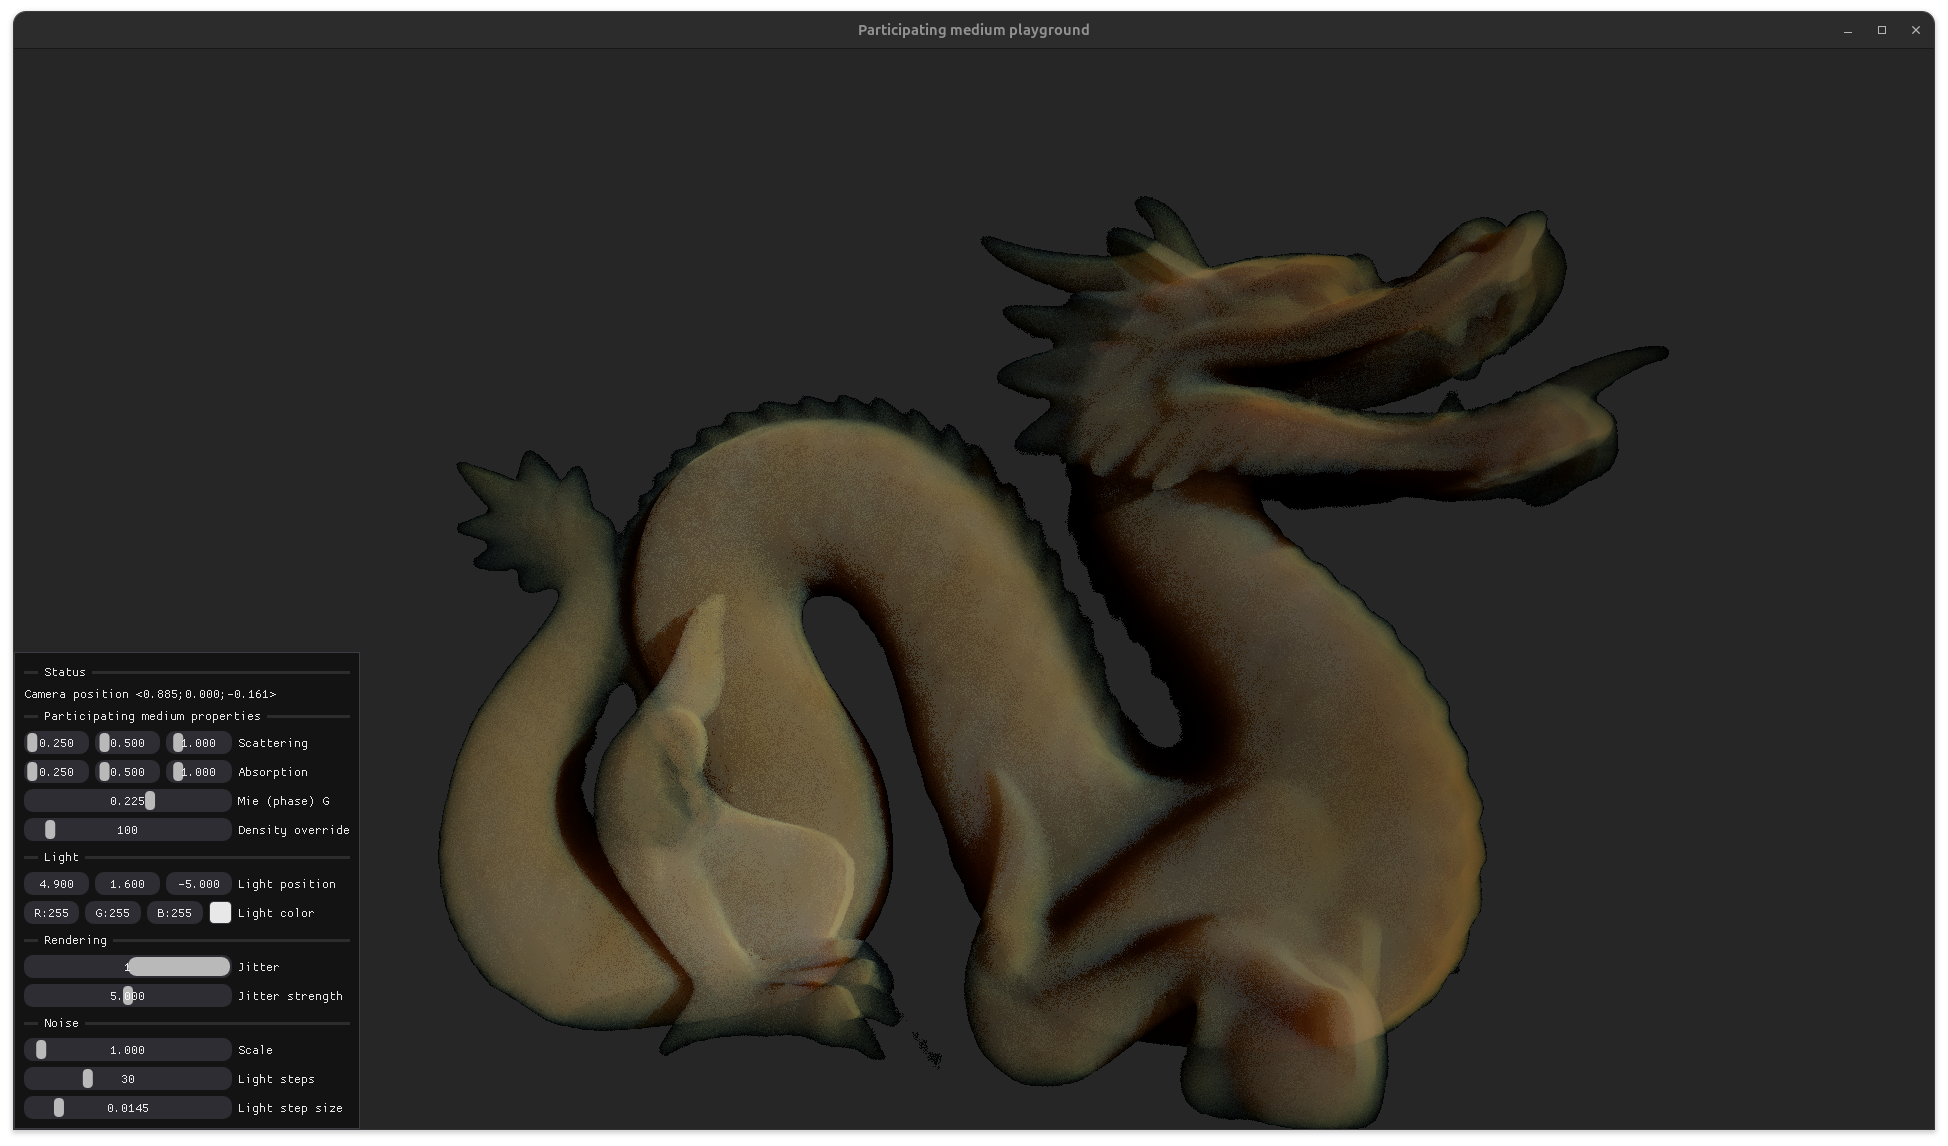 Participating medium playground
Status
Camera position <0.885;0.000;-0.161>
Participating medium properties
0.250 0.500 1.000 Scattering
0.250 0.500 1.000 Absorption
0.225 Mie (phase) G
100 Density override
Light
4.900 1.600 -5.000 Light position
R:255 G:255 B:255 Light color
Rendering
1 Jitter
5.000 Jitter strength
Noise
1.000 Scale
30 Light steps
0.0145 Light step size